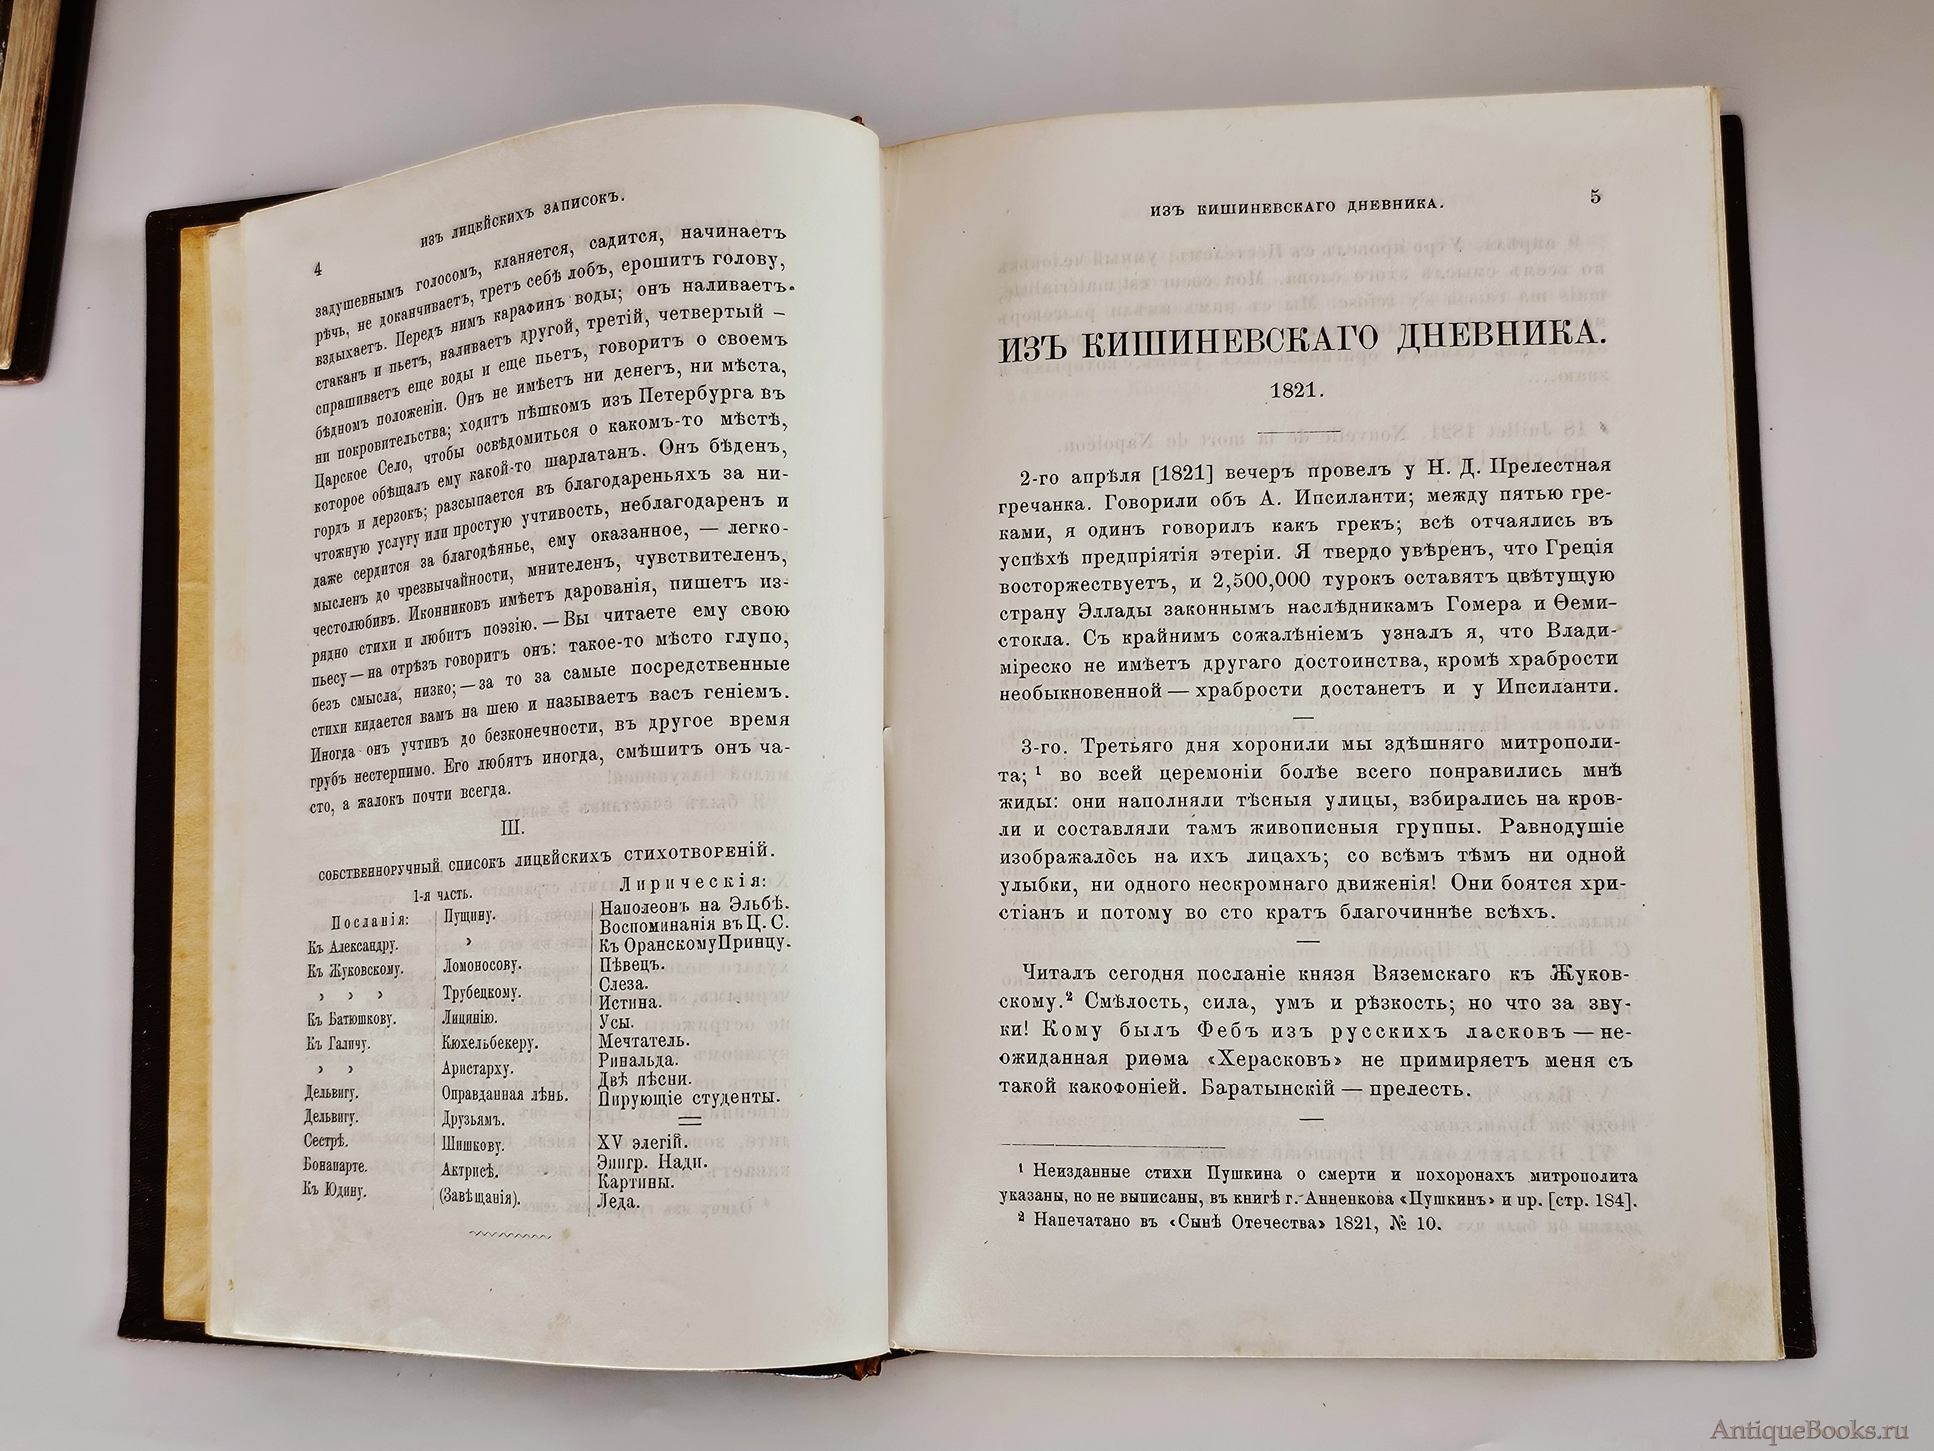 ИЗЪ ЛИЦЕЙСКИХЪ ЗАПИСОКЪ.
4
задушевнымъ голосомъ, кланяется, садится, начинаетъ
рѣчь, не доканчиваетъ, третъ себѣ лобъ, ерошитъ голову,
вздыхаетъ. Передъ нимъ карафинъ воды; онъ наливаетъ
стаканъ и пьетъ, наливаетъ другой, третій, четвертый –
спрашиваетъ еще воды и еще пьетъ, говоритъ о своемъ
бѣдномъ положеніи. Онъ не имѣетъ ни денегъ, ни мѣста,
ни покровительства; ходитъ пѣшкомъ изъ Петербурга въ
Царское Село, чтобы освѣдомиться о какомъ-то мѣстѣ,
которое обѣщалъ ему какой-то шарлатанъ. Онъ бѣденъ,
гордъ и дерзокъ; разсыпается въ благодареньяхъ за ни-
чтожную услугу или простую учтивость, неблагодаренъ и
даже сердится за благодѣянье, ему оказанное, — легко-
мысленъ до чрезвычайности, мнителенъ, чувствителенъ,
честолюбивъ. Иконниковъ имѣетъ дарованія, пишетъ из-
рядно стихи и любитъ поэзію. — Вы читаете ему свою
пьесу — на отрѣзъ говоритъ онъ: такое-то мѣсто глупо,
безъ смысла, низко; — за то за самые посредственные
стихи кидается вамъ на шею и называетъ васъ геніемъ.
Иногда онъ учтивъ до безконечности, въ другое время
грубъ нестерпимо. Его любятъ иногда, смѣшитъ онъ ча-
сто, а жалокъ почти всегда.
III.
СОБСТВЕННОРУЧНЫЙ СПИСОКЪ ЛИЦЕЙСКИХЪ СТИХОТВОРЕНІЙ.
1-я ЧАСТЬ.
Посланія:
Къ Александру.
Къ Жуковскому.
› › ›
Къ Батюшкову.
Къ Галичу.
› ›
Дельвигу.
Дельвигу.
Сестрѣ.
Бонапарте.
Къ Юдину.
Пущину.
›
Ломоносову.
Трубецкому.
Лицинію.
Кюхельбекеру.
Аристарху.
Оправданная лѣнь.
Друзьямъ.
Шишкову.
Актрисѣ.
(Завѣщанія).
Лирическія:
Наполеонъ на Эльбѣ.
Воспоминанія въ Ц. С.
Къ Оранскому Принцу.
Пѣвецъ.
Слеза.
Истина.
Усы.
Мечтатель.
Ринальда.
Двѣ пѣсни.
Пирующіе студенты.
XV элегій.
Эпигр. Надп.
Картины.
Леда.
ИЗЪ КИШИНЕВСКАГО ДНЕВНИКА.
5
ИЗЪ КИШИНЕВСКАГО ДНЕВНИКА.
1821.
2-го апрѣля [1821] вечеръ провелъ у Н. Д. Прелестная
гречанка. Говорили объ А. Ипсиланти; между пятью гре-
ками, я одинъ говорилъ какъ грекъ; всѣ отчаялись въ
успѣхѣ предпріятія этеріи. Я твердо увѣренъ, что Греція
восторжествуетъ, и 2,500,000 турокъ оставятъ цвѣтущую
страну Эллады законнымъ наслѣдникамъ Гомера и Ѳеми-
стокла. Съ крайнимъ сожалѣніемъ узналъ я, что Влади-
міреско не имѣетъ другаго достоинства, кромѣ храбрости
необыкновенной — храбрости достанетъ и у Ипсиланти.
3-го. Третьяго дня хоронили мы здѣшняго митрополи-
та; ¹ во всей церемоніи болѣе всего понравились мнѣ
жиды: они наполняли тѣсныя улицы, взбирались на кров-
ли и составляли тамъ живописныя группы. Равнодушіе
изображалось на ихъ лицахъ; со всѣмъ тѣмъ ни одной
улыбки, ни одного нескромнаго движенія! Они боятся хри-
стіанъ и потому во сто кратъ благочиннѣе всѣхъ.
Читалъ сегодня посланіе князя Вяземскаго къ Жуков-
скому.² Смѣлость, сила, умъ и рѣзкость; но что за зву-
ки! Кому былъ Фебъ изъ русскихъ ласковъ — не-
ожиданная риѳма «Херасковъ» не примиряетъ меня съ
такой какофоніей. Баратынскій — прелесть.
¹ Неизданные стихи Пушкина о смерти и похоронахъ митрополита
указаны, но не выписаны, въ книгѣ г. Анненкова «Пушкинъ» и пр. [стр. 184].
² Напечатано въ «Сынѣ Отечества» 1821, № 10.
AntiqueBooks.ru